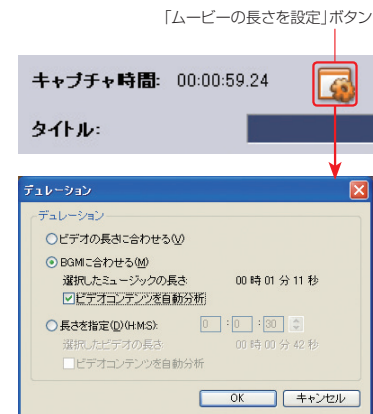 「ムービーの長さを設定」ボタン
キャプチャ時間: 00:00:59.24
タイトル:
デュレーション
デュレーション
ビデオの長さに合わせる(V)
BGMに合わせる(M)
選択したミュージックの長さ 00 時 01 分 11 秒
ビデオコンテンツを自動分析
長さを指定(D)(H:M:S): 0 : 0 : 30
選択したビデオの長さ 00 時 00 分 42 秒
ビデオコンテンツを自動分析
OK キャンセル